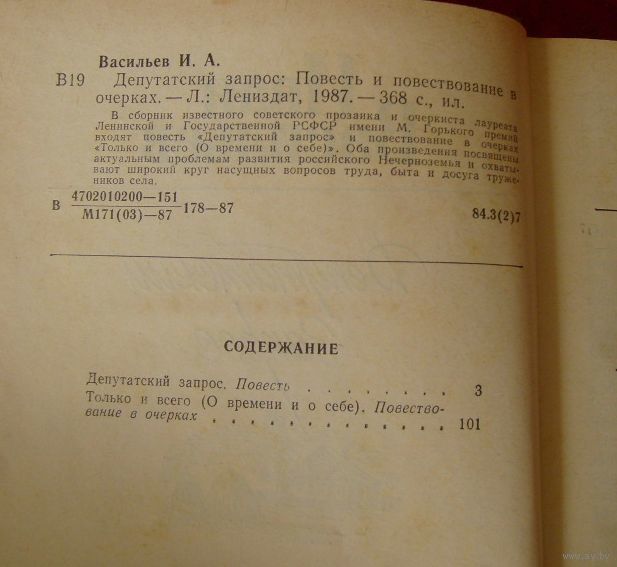 Васильев И. А.
В19 Депутатский запрос: Повесть и повествование в
очерках. — Л.: Лениздат, 1987. — 368 с., ил.
В сборник известного советского прозаика и очеркиста лауреата
Ленинской и Государственной РСФСР имени М. Горького премий
входят повесть «Депутатский запрос» и повествование в очерках
«Только и всего (О времени и о себе)». Оба произведения посвящены
актуальным проблемам развития российского Нечерноземья и охваты-
вают широкий круг насущных вопросов труда, быта и досуга труже-
ников села.
В 4702010200—151
М171(03)—87 178—87 84.3(2)7
СОДЕРЖАНИЕ
Депутатский запрос. Повесть . . . . . . . . 3
Только и всего (О времени и о себе). Повество-
вание в очерках . . . . . . . . . . . . . 101
www.ay.by